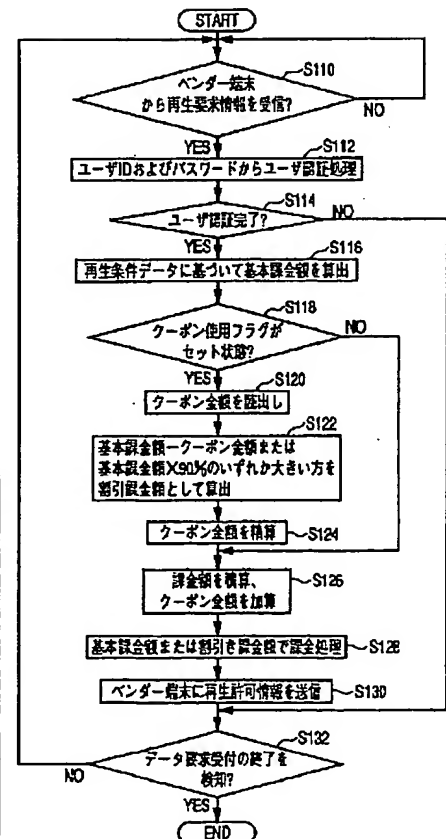 START
S110
ベンダー端末
から再生要求情報を受信?
NO
YES
S112
ユーザIDおよびパスワードからユーザ認証処理
S114
ユーザ認証完了?
NO
YES
S116
再生条件データに基づいて基本課金額を算出
S118
クーポン使用フラグが
セット状態?
NO
YES
S120
クーポン金額を読出し
S122
基本課金額ークーポン金額または
基本課金額×90%のいずれか大きい方を
割引課金額として算出
クーポン金額を精算
S124
課金額を積算、
クーポン金額を加算
S126
基本課金額または割引き課金額で課金処理
S128
ベンダー端末に再生許可情報を送信
S130
S132
データ要求受付の終了を
検知?
NO
YES
END